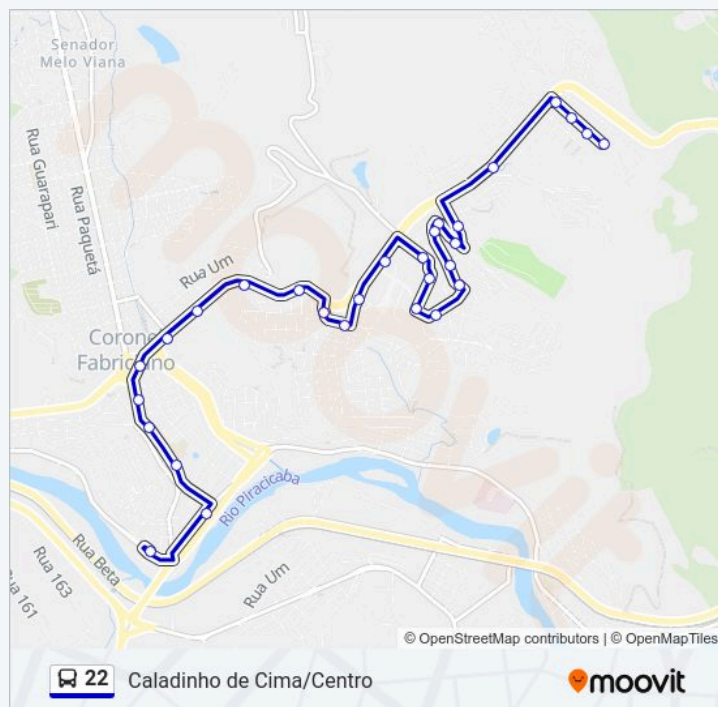 Senador
Melo Viana
Rua Guarapari
Rua Paquetá
Rua Um
Coronel
Fabriciano
Rio Piracicaba
Rua Beta
Rua Um
Rua 163
Rua 161
© OpenStreetMap contributors | © OpenMapTiles
22 Caladinho de Cima/Centro
moovit
moovit